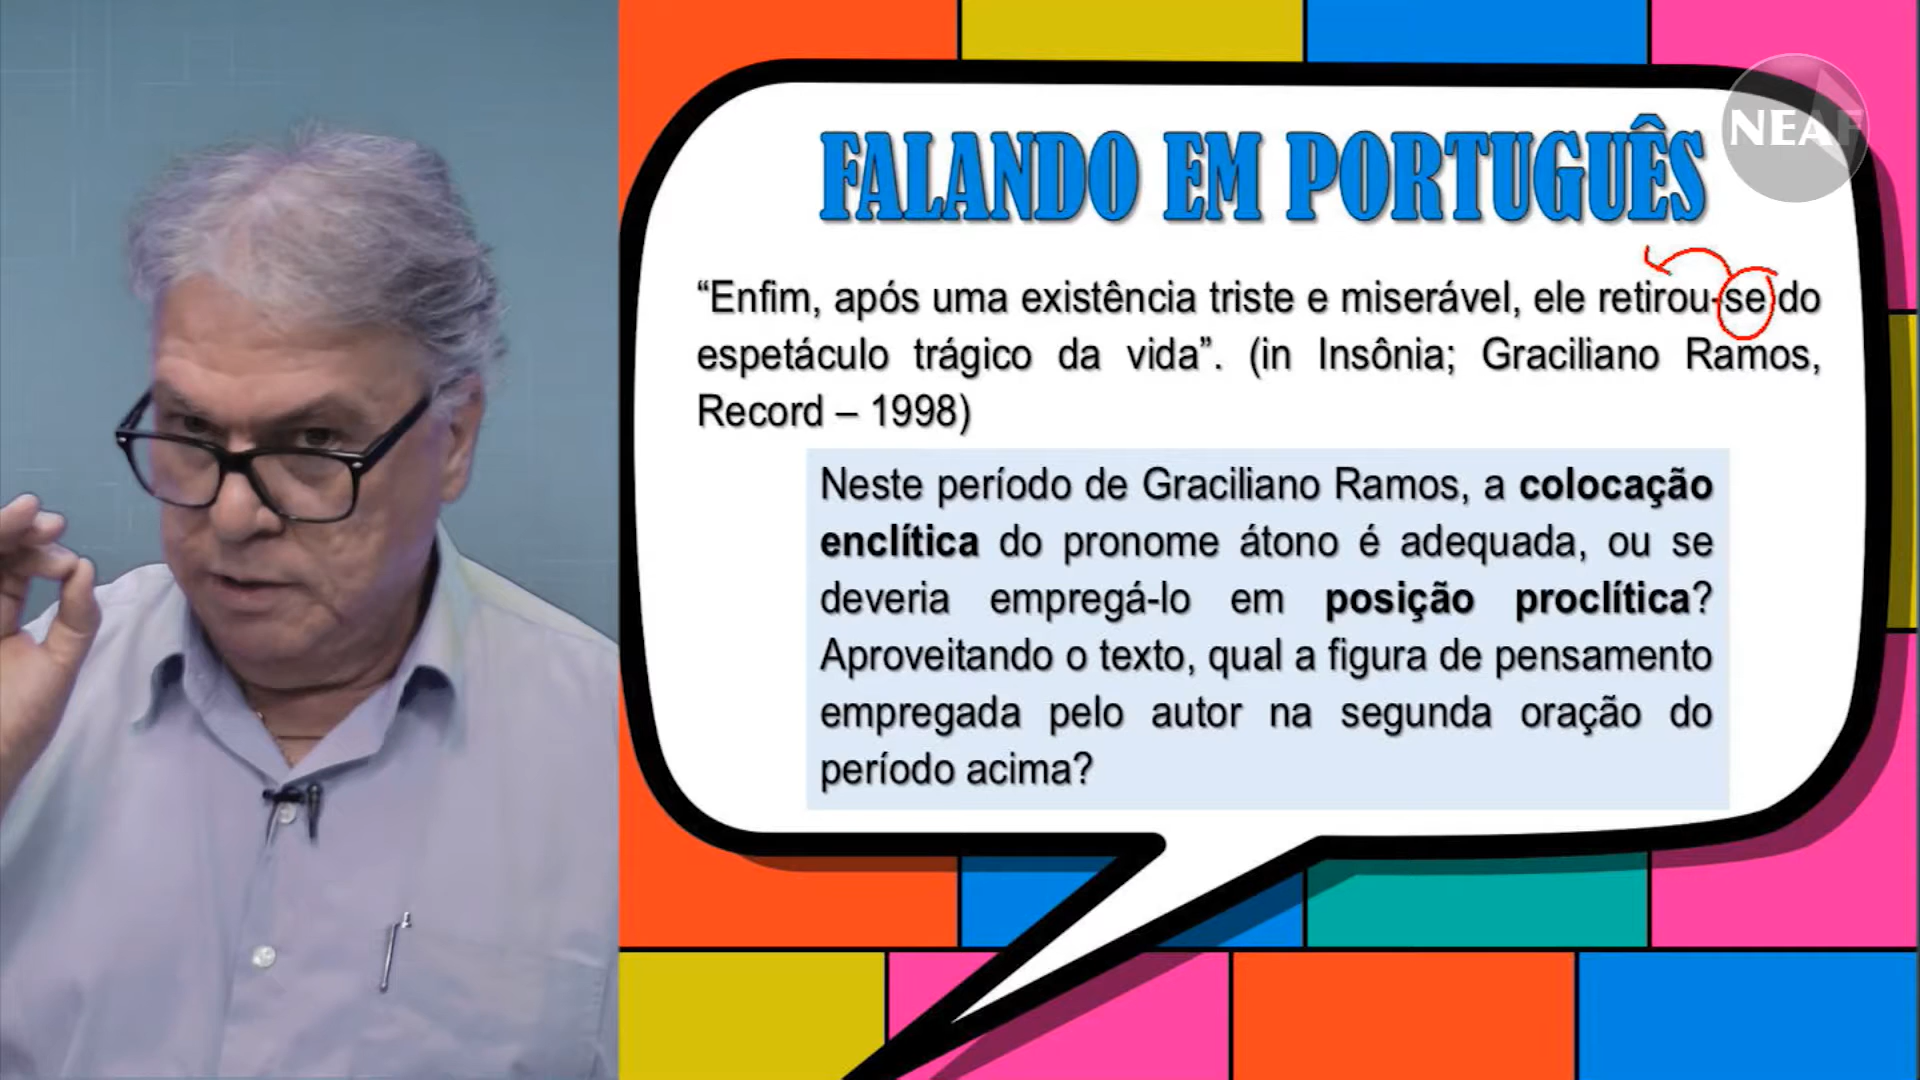 NEAF
FALANDO EM PORTUGUÊS
“Enfim, após uma existência triste e miserável, ele retirou-se do
espetáculo trágico da vida”. (in Insônia; Graciliano Ramos,
Record – 1998)
Neste período de Graciliano Ramos, a colocação
enclítica do pronome átono é adequada, ou se
deveria empregá-lo em posição proclítica?
Aproveitando o texto, qual a figura de pensamento
empregada pelo autor na segunda oração do
período acima?